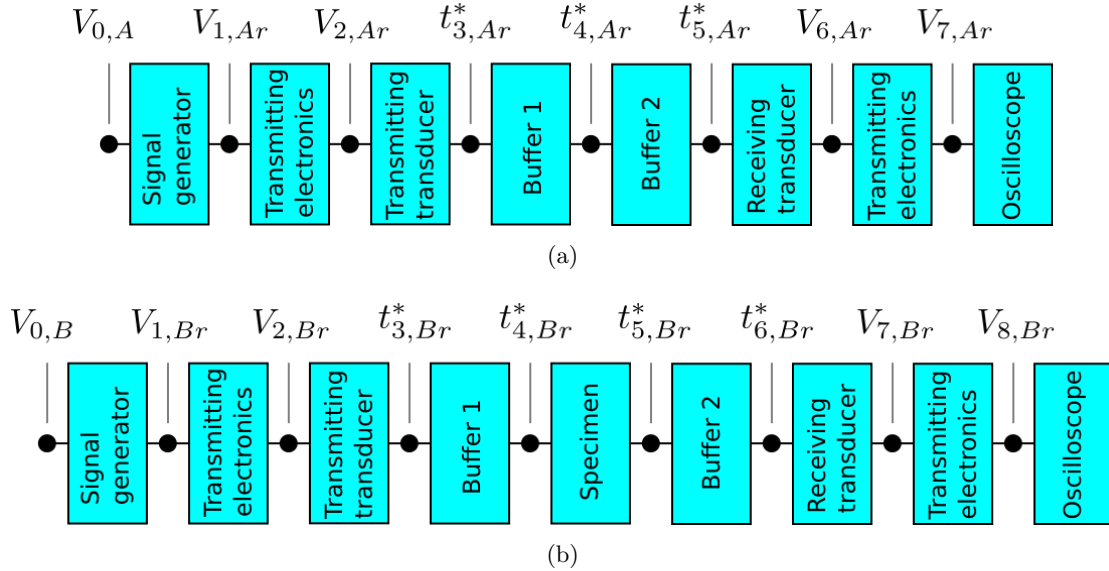 V_{0,A} V_{1,Ar} V_{2,Ar} t^*_{3,Ar} t^*_{4,Ar} t^*_{5,Ar} V_{6,Ar} V_{7,Ar}
Signal
generator
Transmitting
electronics
Transmitting
transducer
Buffer 1
Buffer 2
Receiving
transducer
Transmitting
electronics
Oscilloscope
(a)
V_{0,B} V_{1,Br} V_{2,Br} t^*_{3,Br} t^*_{4,Br} t^*_{5,Br} t^*_{6,Br} V_{7,Br} V_{8,Br}
Signal
generator
Transmitting
electronics
Transmitting
transducer
Buffer 1
Specimen
Buffer 2
Receiving
transducer
Transmitting
electronics
Oscilloscope
(b)